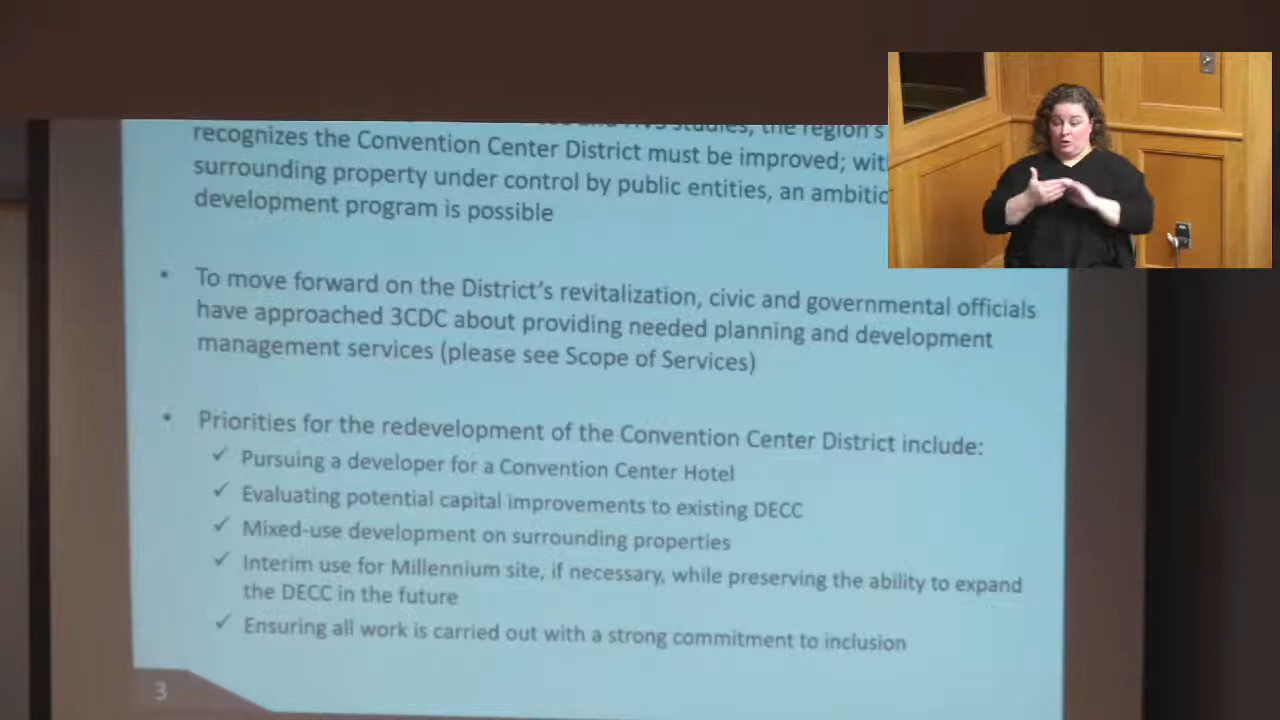 studies, the region's
recognizes the Convention Center District must be improved;
surrounding property under control by public entities, an
development program is possible
• To move forward on the District's revitalization, civic and governmental officials
have approached 3CDC about providing needed planning and development
management services (please see Scope of Services)
• Priorities for the redevelopment of the Convention Center District include:
✓ Pursuing a developer for a Convention Center Hotel
✓ Evaluating potential capital improvements to existing DECC
✓ Mixed-use development on surrounding properties
✓ Interim use for Millennium site, if necessary, while preserving the ability to expand
the DECC in the future
✓ Ensuring all work is carried out with a strong commitment to inclusion
3